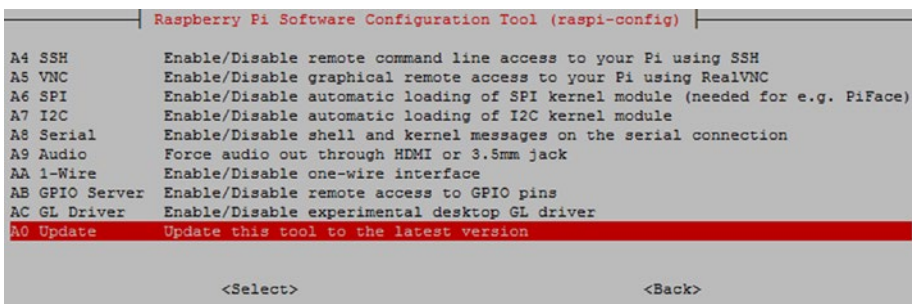 Raspberry Pi Software Configuration Tool (raspi-config)
A4 SSH Enable/Disable remote command line access to your Pi using SSH
A5 VNC Enable/Disable graphical remote access to your Pi using RealVNC
A6 SPI Enable/Disable automatic loading of SPI kernel module (needed for e.g. PiFace)
A7 I2C Enable/Disable automatic loading of I2C kernel module
A8 Serial Enable/Disable shell and kernel messages on the serial connection
A9 Audio Force audio out through HDMI or 3.5mm jack
AA 1-Wire Enable/Disable one-wire interface
AB GPIO Server Enable/Disable remote access to GPIO pins
AC GL Driver Enable/Disable experimental desktop GL driver
A0 Update Update this tool to the latest version
<Select> <Back>